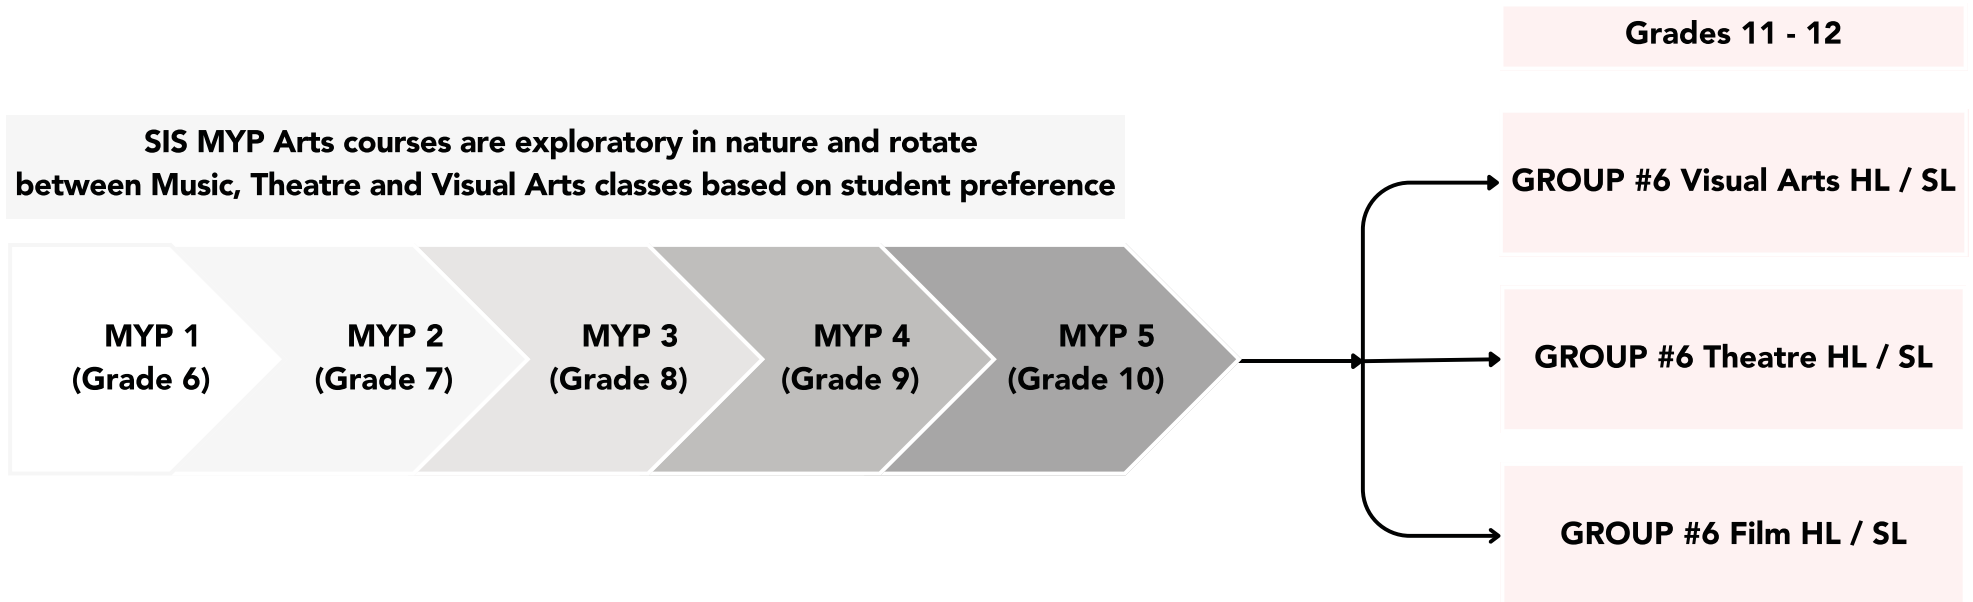 Grades 11 - 12
SIS MYP Arts courses are exploratory in nature and rotate
between Music, Theatre and Visual Arts classes based on student preference
GROUP #6 Visual Arts HL / SL
MYP 1
(Grade 6)
MYP 2
(Grade 7)
MYP 3
(Grade 8)
MYP 4
(Grade 9)
MYP 5
(Grade 10)
GROUP #6 Theatre HL / SL
GROUP #6 Film HL / SL